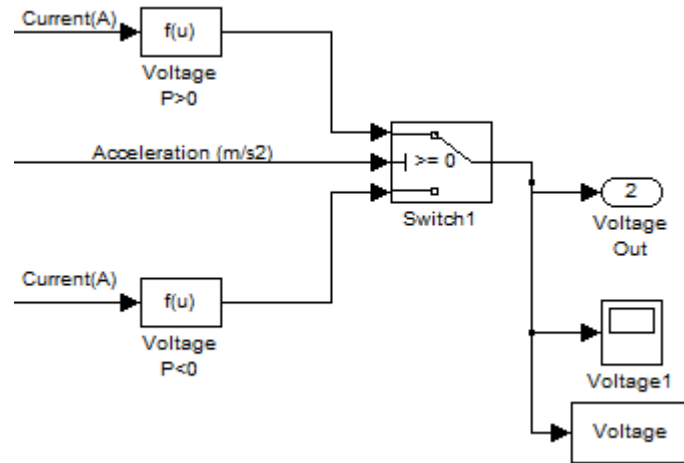 Current(A)
f(u)
Voltage
P>0
Acceleration (m/s2)
>= 0
Switch1
2
Voltage
Out
Current(A)
f(u)
Voltage
P<0
Voltage1
Voltage